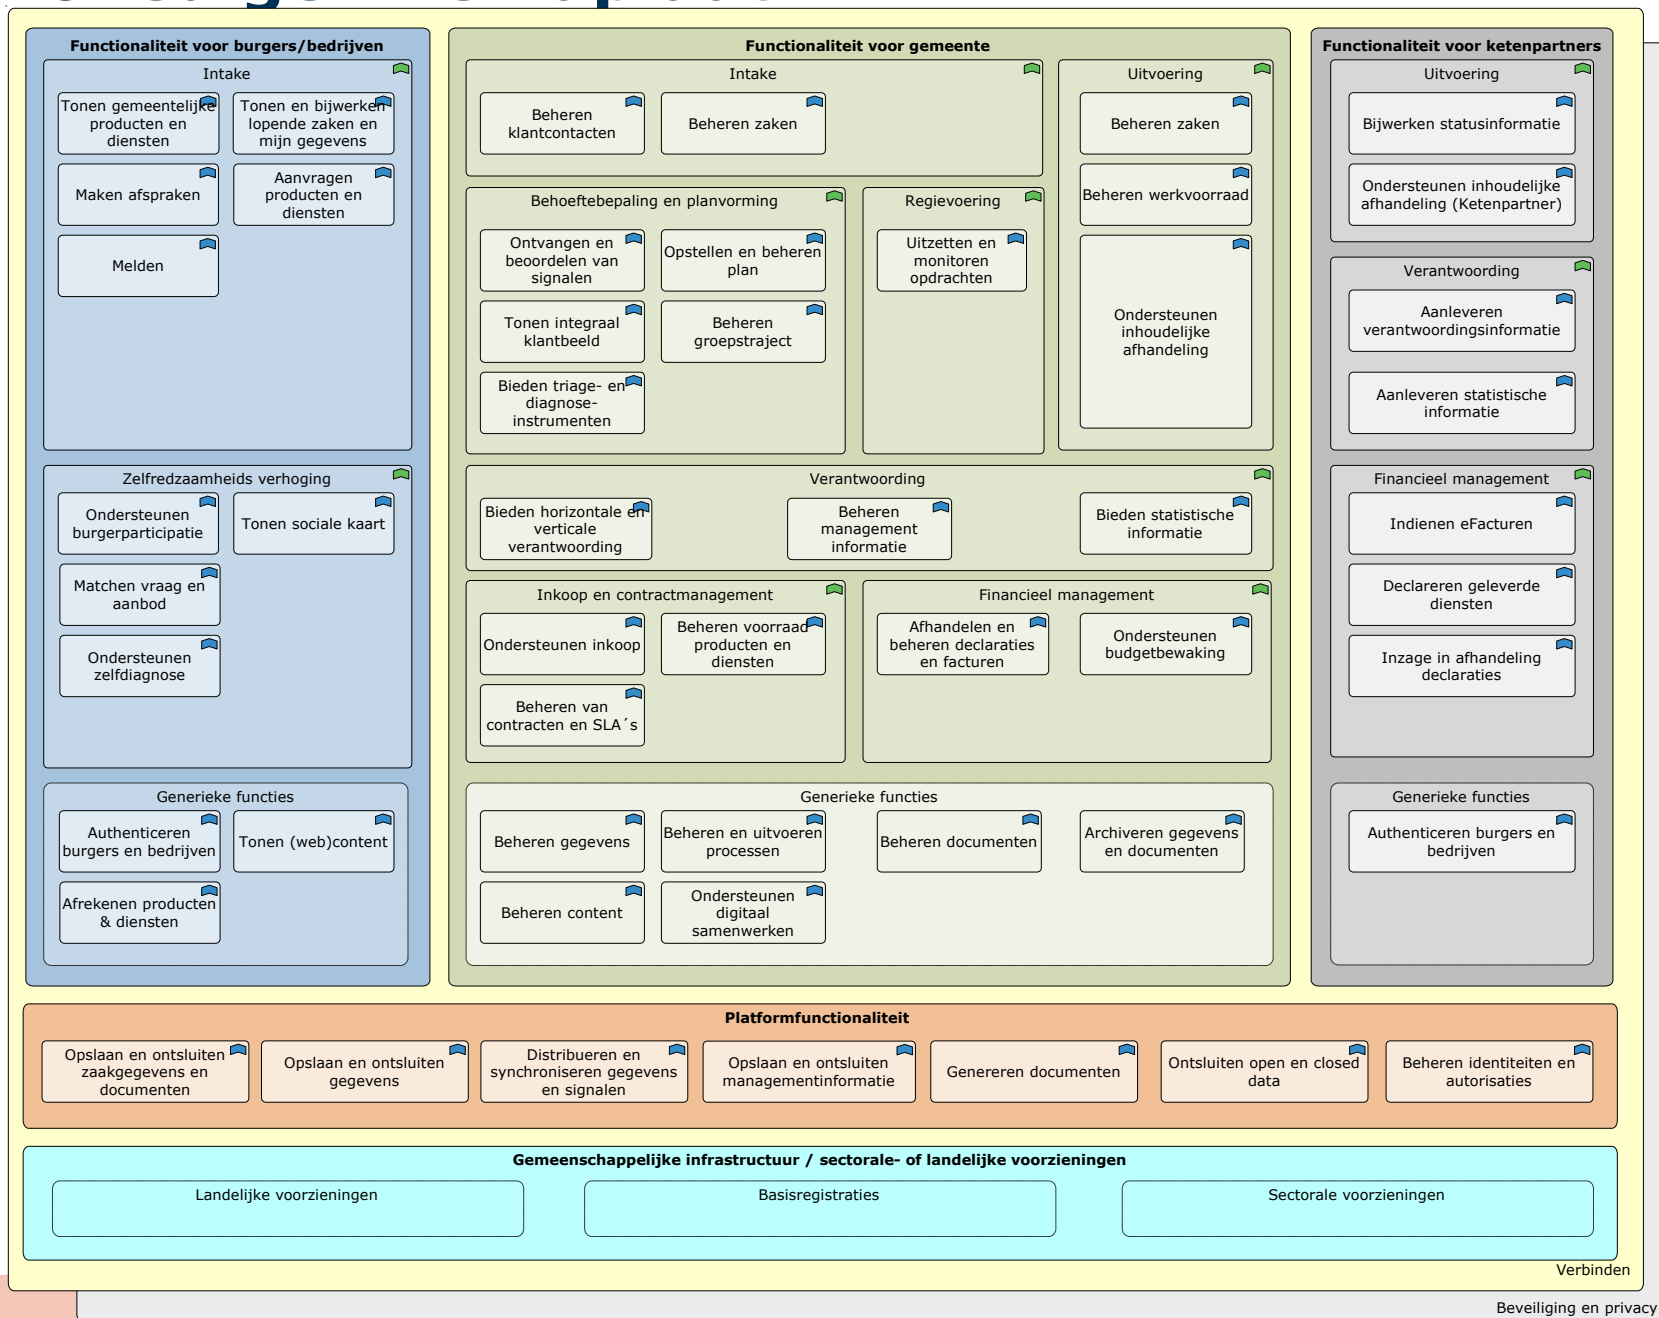 Functionaliteit voor burgers/bedrijven
Intake
Tonen gemeentelijke
producten en
diensten
Tonen en bijwerken
lopende zaken en
mijn gegevens
Maken afspraken
Aanvragen
producten en
diensten
Melden
Zelfredzaamheids verhoging
Ondersteunen
burgerparticipatie
Tonen sociale kaart
Matchen vraag en
aanbod
Ondersteunen
zelfdiagnose
Generieke functies
Authenticeren
burgers en bedrijven
Tonen (web)content
Afrekenen producten
& diensten
Functionaliteit voor gemeente
Intake
Beheren
klantcontacten
Beheren zaken
Behoeftebepaling en planvorming
Ontvangen en
beoordelen van
signalen
Opstellen en beheren
plan
Tonen integraal
klantbeeld
Beheren
groepstraject
Bieden triage- en
diagnose-
instrumenten
Regievoering
Uitzetten en
monitoren
opdrachten
Uitvoering
Beheren zaken
Beheren werkvoorraad
Ondersteunen
inhoudelijke
afhandeling
Verantwoording
Bieden horizontale en
verticale
verantwoording
Beheren
management
informatie
Bieden statistische
informatie
Inkoop en contractmanagement
Ondersteunen inkoop
Beheren voorraad
producten en
diensten
Beheren van
contracten en SLA´s
Financieel management
Afhandelen en
beheren declaraties
en facturen
Ondersteunen
budgetbewaking
Generieke functies
Beheren gegevens
Beheren en uitvoeren
processen
Beheren documenten
Archiveren gegevens
en documenten
Beheren content
Ondersteunen
digitaal
samenwerken
Functionaliteit voor ketenpartners
Uitvoering
Bijwerken statusinformatie
Ondersteunen inhoudelijke
afhandeling (Ketenpartner)
Verantwoording
Aanleveren
verantwoordingsinformatie
Aanleveren statistische
informatie
Financieel management
Indienen eFacturen
Declareren geleverde
diensten
Inzage in afhandeling
declaraties
Generieke functies
Authenticeren burgers en
bedrijven
Platformfunctionaliteit
Opslaan en ontsluiten
zaakgegevens en
documenten
Opslaan en ontsluiten
gegevens
Distribueren en
synchroniseren gegevens
en signalen
Opslaan en ontsluiten
managementinformatie
Genereren documenten
Ontsluiten open en closed
data
Beheren identiteiten en
autorisaties
Gemeenschappelijke infrastructuur / sectorale- of landelijke voorzieningen
Landelijke voorzieningen
Basisregistraties
Sectorale voorzieningen
Verbinden
Beveiliging en privacy